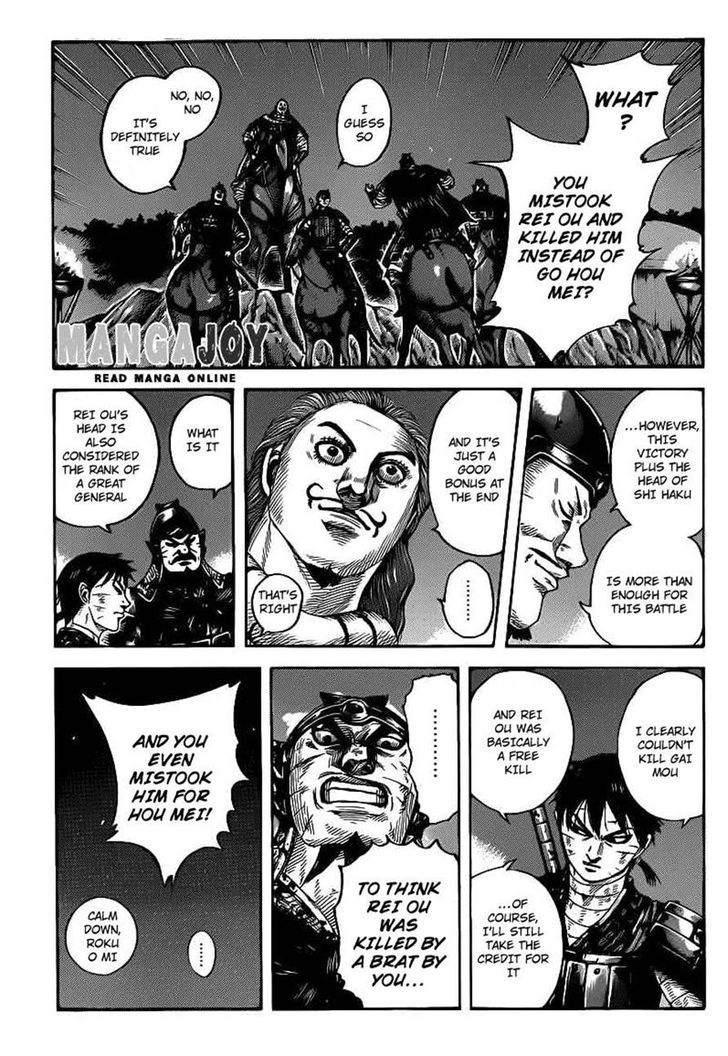 WHAT
?
YOU
MISTOOK
REI OU AND
KILLED HIM
INSTEAD OF
GO HOU
MEI?
I
GUESS
SO
NO, NO,
NO
IT'S
DEFINITELY
TRUE
MANGAJOY
READ MANGA ONLINE
...HOWEVER,
THIS
VICTORY
PLUS THE
HEAD OF
SHI HAKU
IS MORE THAN
ENOUGH FOR
THIS BATTLE
AND IT'S
JUST A
GOOD
BONUS AT
THE END
........
THAT'S
RIGHT
WHAT
IS IT
REI OU'S
HEAD IS
ALSO
CONSIDERED
THE RANK OF
A GREAT
GENERAL
I CLEARLY
COULDN'T
KILL GAI
MOU
AND REI
OU WAS
BASICALLY
A FREE
KILL
...OF
COURSE,
I'LL STILL
TAKE THE
CREDIT FOR
IT
.........
TO THINK
REI OU
WAS
KILLED BY
A BRAT BY
YOU...
AND YOU
EVEN
MISTOOK
HIM FOR
HOU MEI!
......
CALM
DOWN,
ROKU
O MI